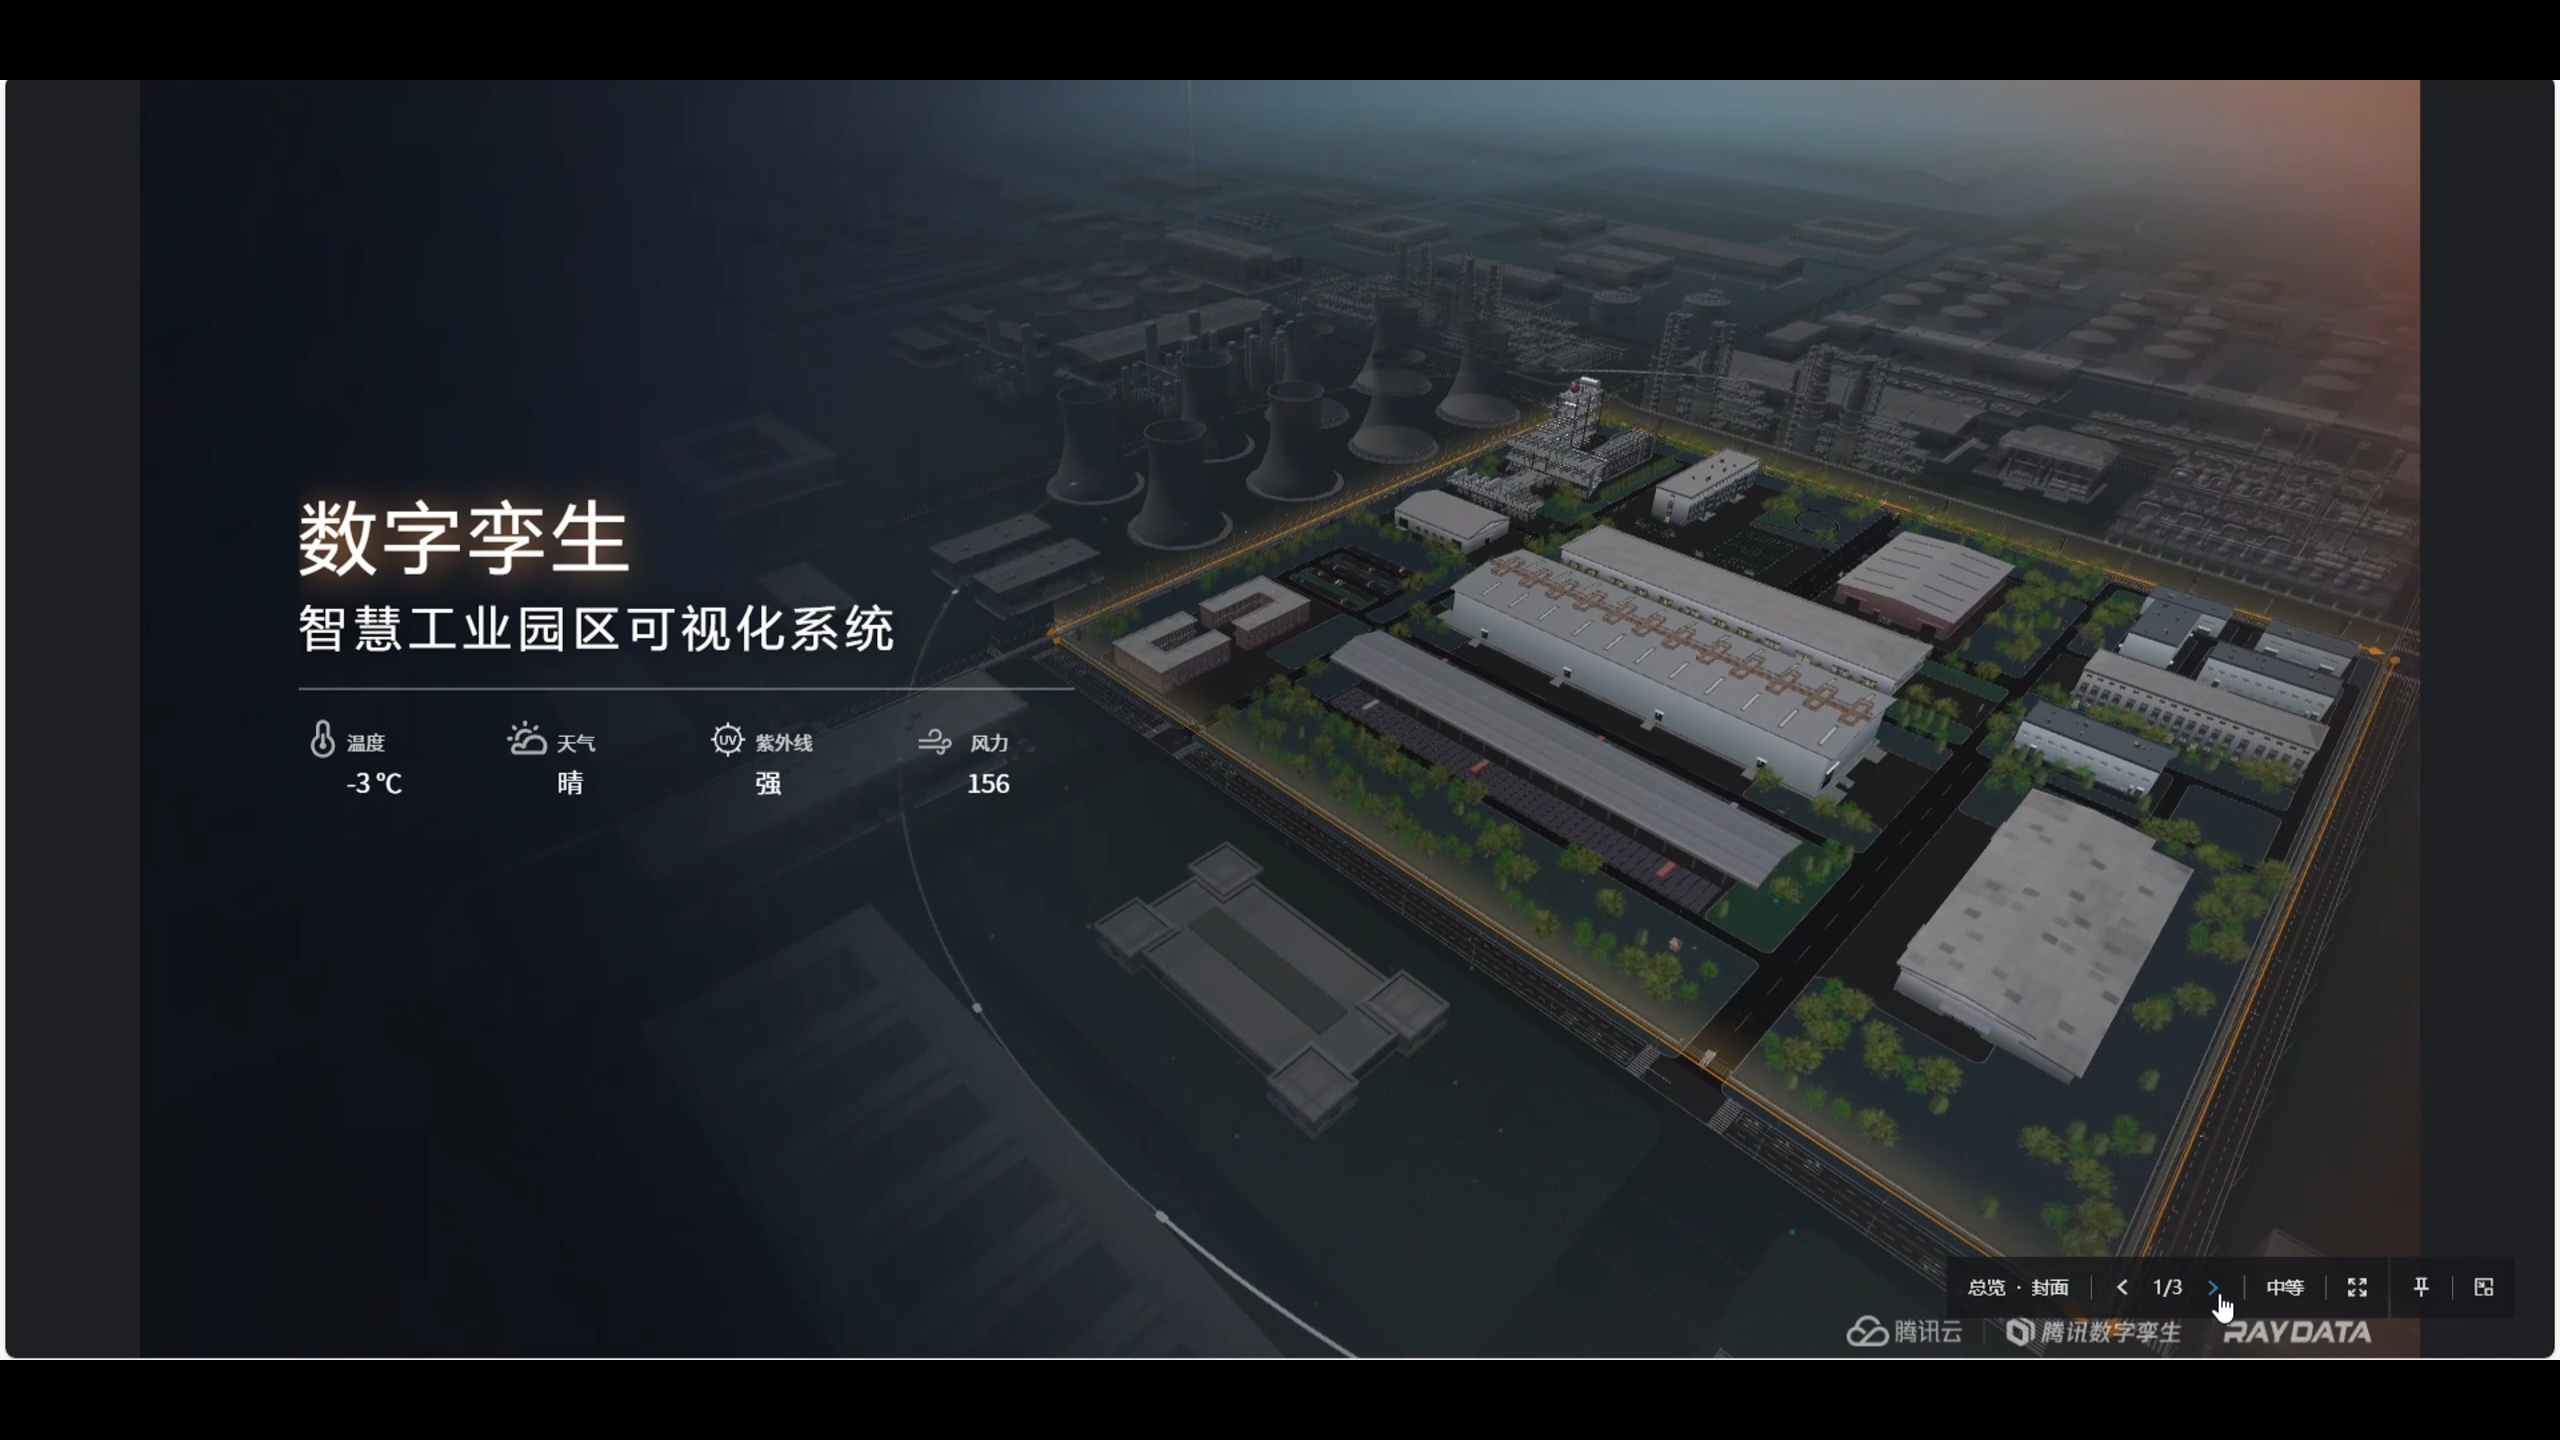 数字孪生
智慧工业园区可视化系统
温度 天气 UV 紫外线 风力
-3℃ 晴 强 156
总览 · 封面 1/3 中等
腾讯云 腾讯数字孪生 RAYDATA